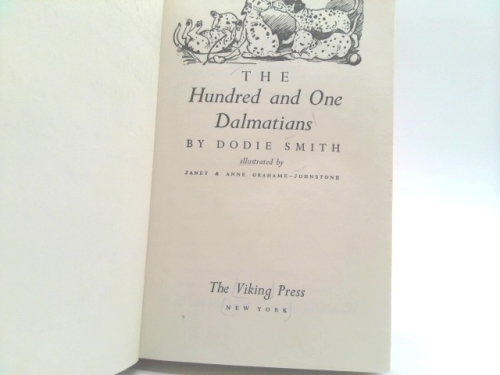 THE
Hundred and One
Dalmatians
BY DODIE SMITH
illustrated by
JANET & ANNE GRAHAME-JOHNSTONE
The Viking Press
NEW YORK